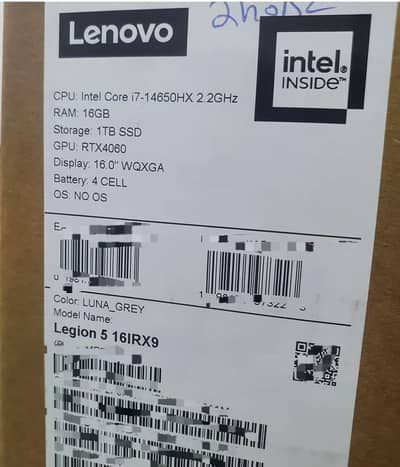 Lenovo
intel.
INSIDE™
CPU: Intel Core i7-14650HX 2.2GHz
RAM: 16GB
Storage: 1TB SSD
GPU: RTX4060
Display: 16.0" WQXGA
Battery: 4 CELL
OS: NO OS
Color: LUNA_GREY
Model Name:
Legion 5 16IRX9